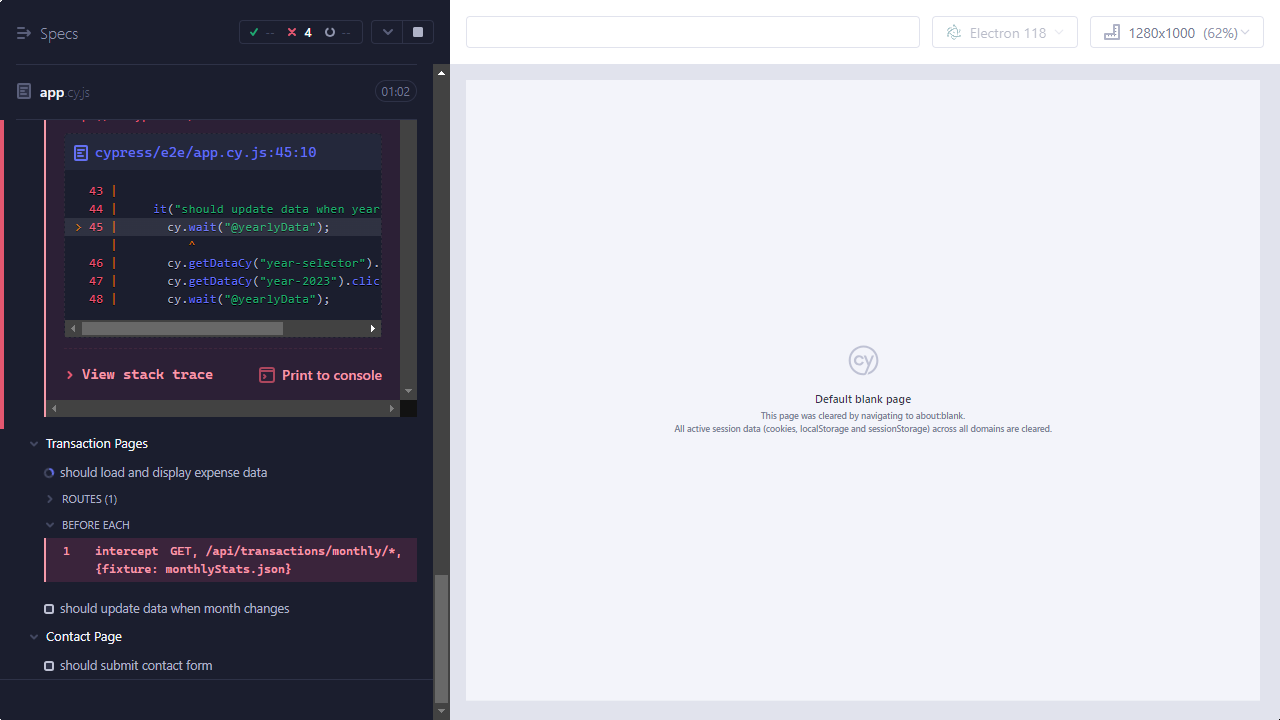 Specs
-- 4 --
Electron 118
1280x1000 (62%)
app.cy.js
01:02
cypress/e2e/app.cy.js:45:10
43 |
44 | it("should update data when year
> 45 | cy.wait("@yearlyData");
| ^
46 | cy.getDataCy("year-selector").
47 | cy.getDataCy("year-2023").clic
48 | cy.wait("@yearlyData");
View stack trace
Print to console
Transaction Pages
should load and display expense data
ROUTES (1)
BEFORE EACH
1 intercept GET, /api/transactions/monthly/*,
{fixture: monthlyStats.json}
should update data when month changes
Contact Page
should submit contact form
cy
Default blank page
This page was cleared by navigating to about:blank.
All active session data (cookies, localStorage and sessionStorage) across all domains are cleared.